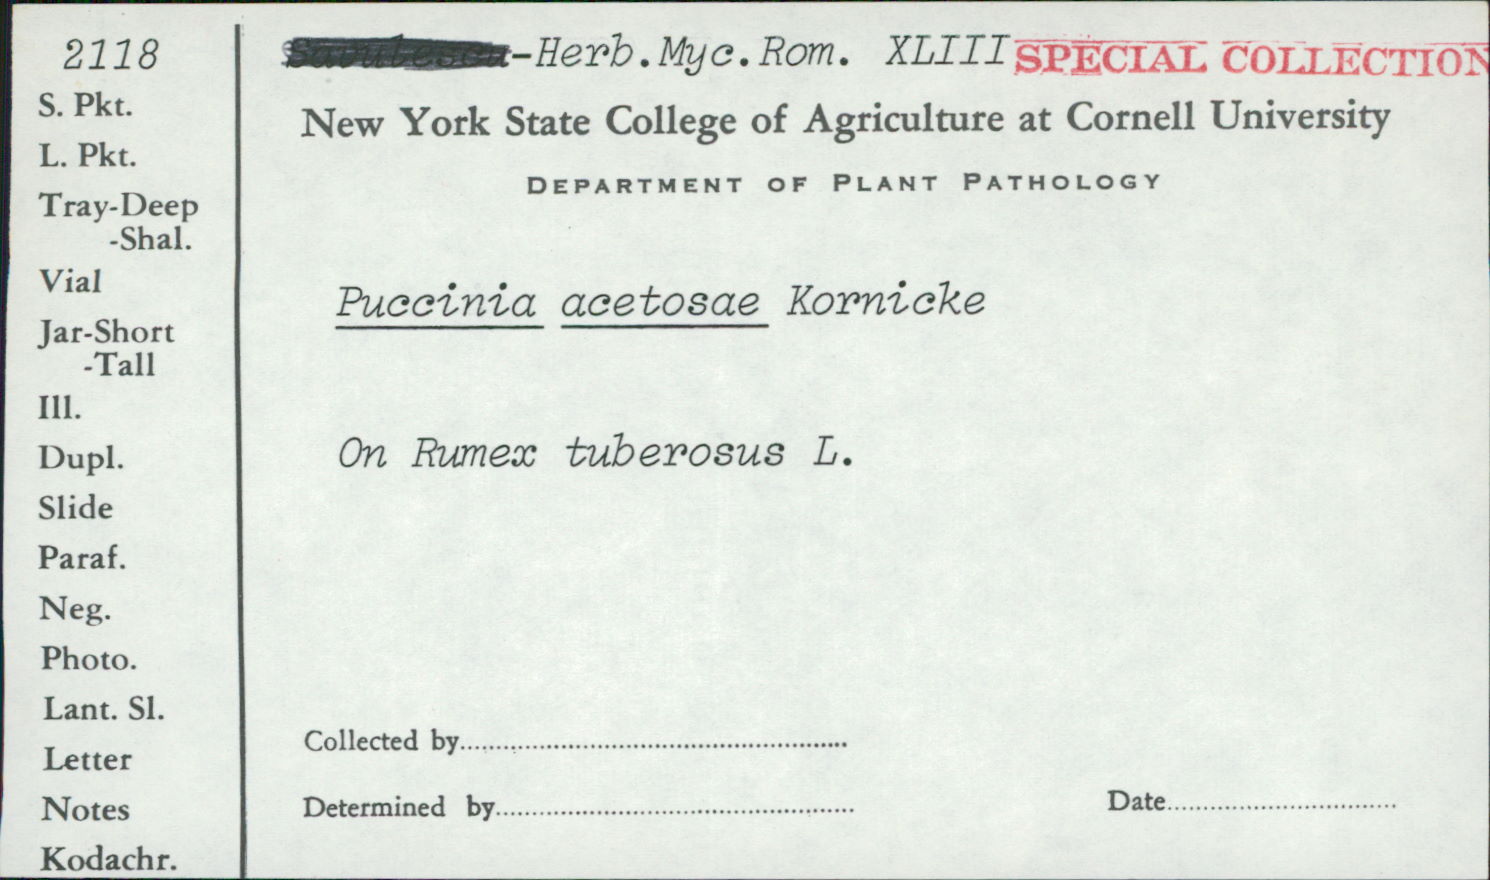 2118
-Herb.Myc.Rom. XLIII SPECIAL COLLECTION
New York State College of Agriculture at Cornell University
DEPARTMENT OF PLANT PATHOLOGY
S. Pkt.
L. Pkt.
Tray-Deep
-Shal.
Vial
Jar-Short
-Tall
Ill.
Dupl.
Slide
Paraf.
Neg.
Photo.
Lant. Sl.
Letter
Notes
Kodachr.
Puccinia acetosae Kornicke
On Rumex tuberosus L.
Collected by
Determined by
Date